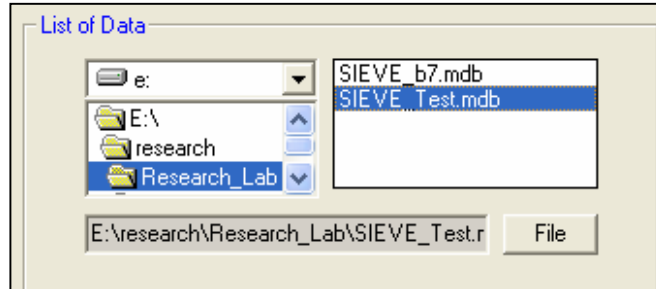 List of Data
e:
E:\
research
Research_Lab
SIEVE_b7.mdb
SIEVE_Test.mdb
E:\research\Research_Lab\SIEVE_Test.r
File